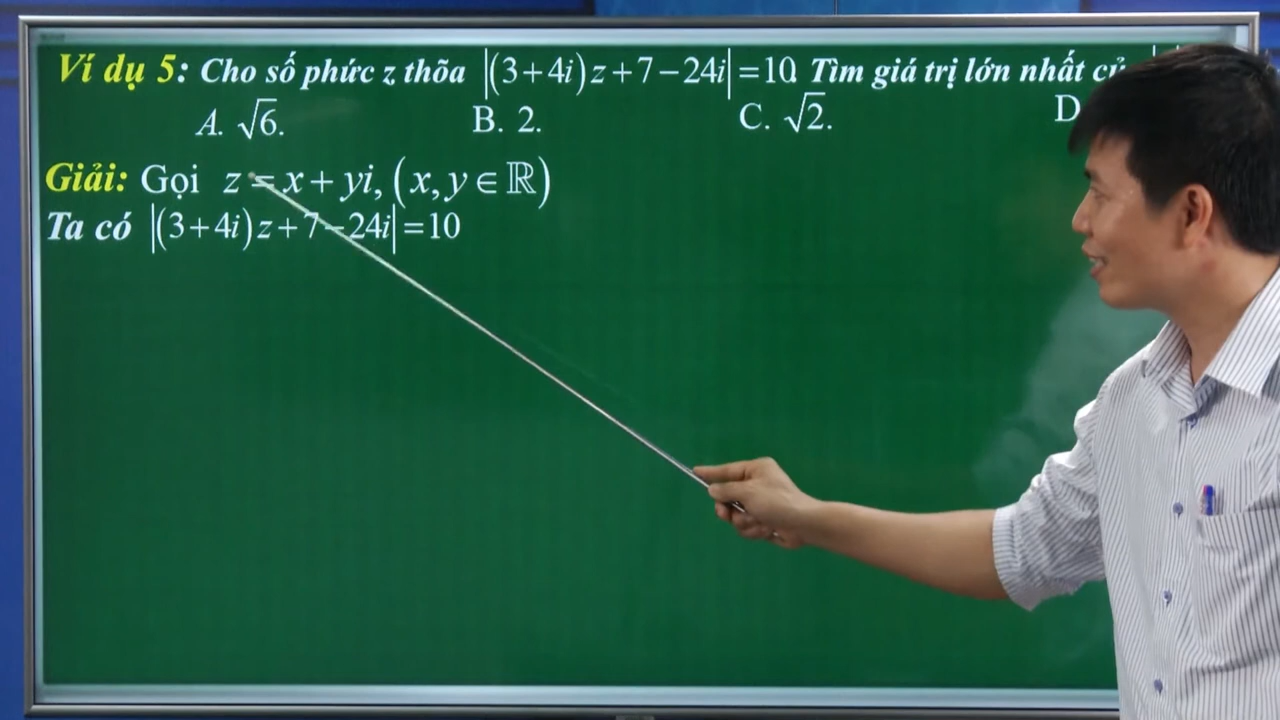 Ví dụ 5: Cho số phức z thõa |(3+4i)z+7−24i|=10. Tìm giá trị lớn nhất
A. √6. B. 2. C. √2. D
Giải: Gọi z = x + yi, (x, y ∈ ℝ)
Ta có |(3+4i)z+7−24i|=10